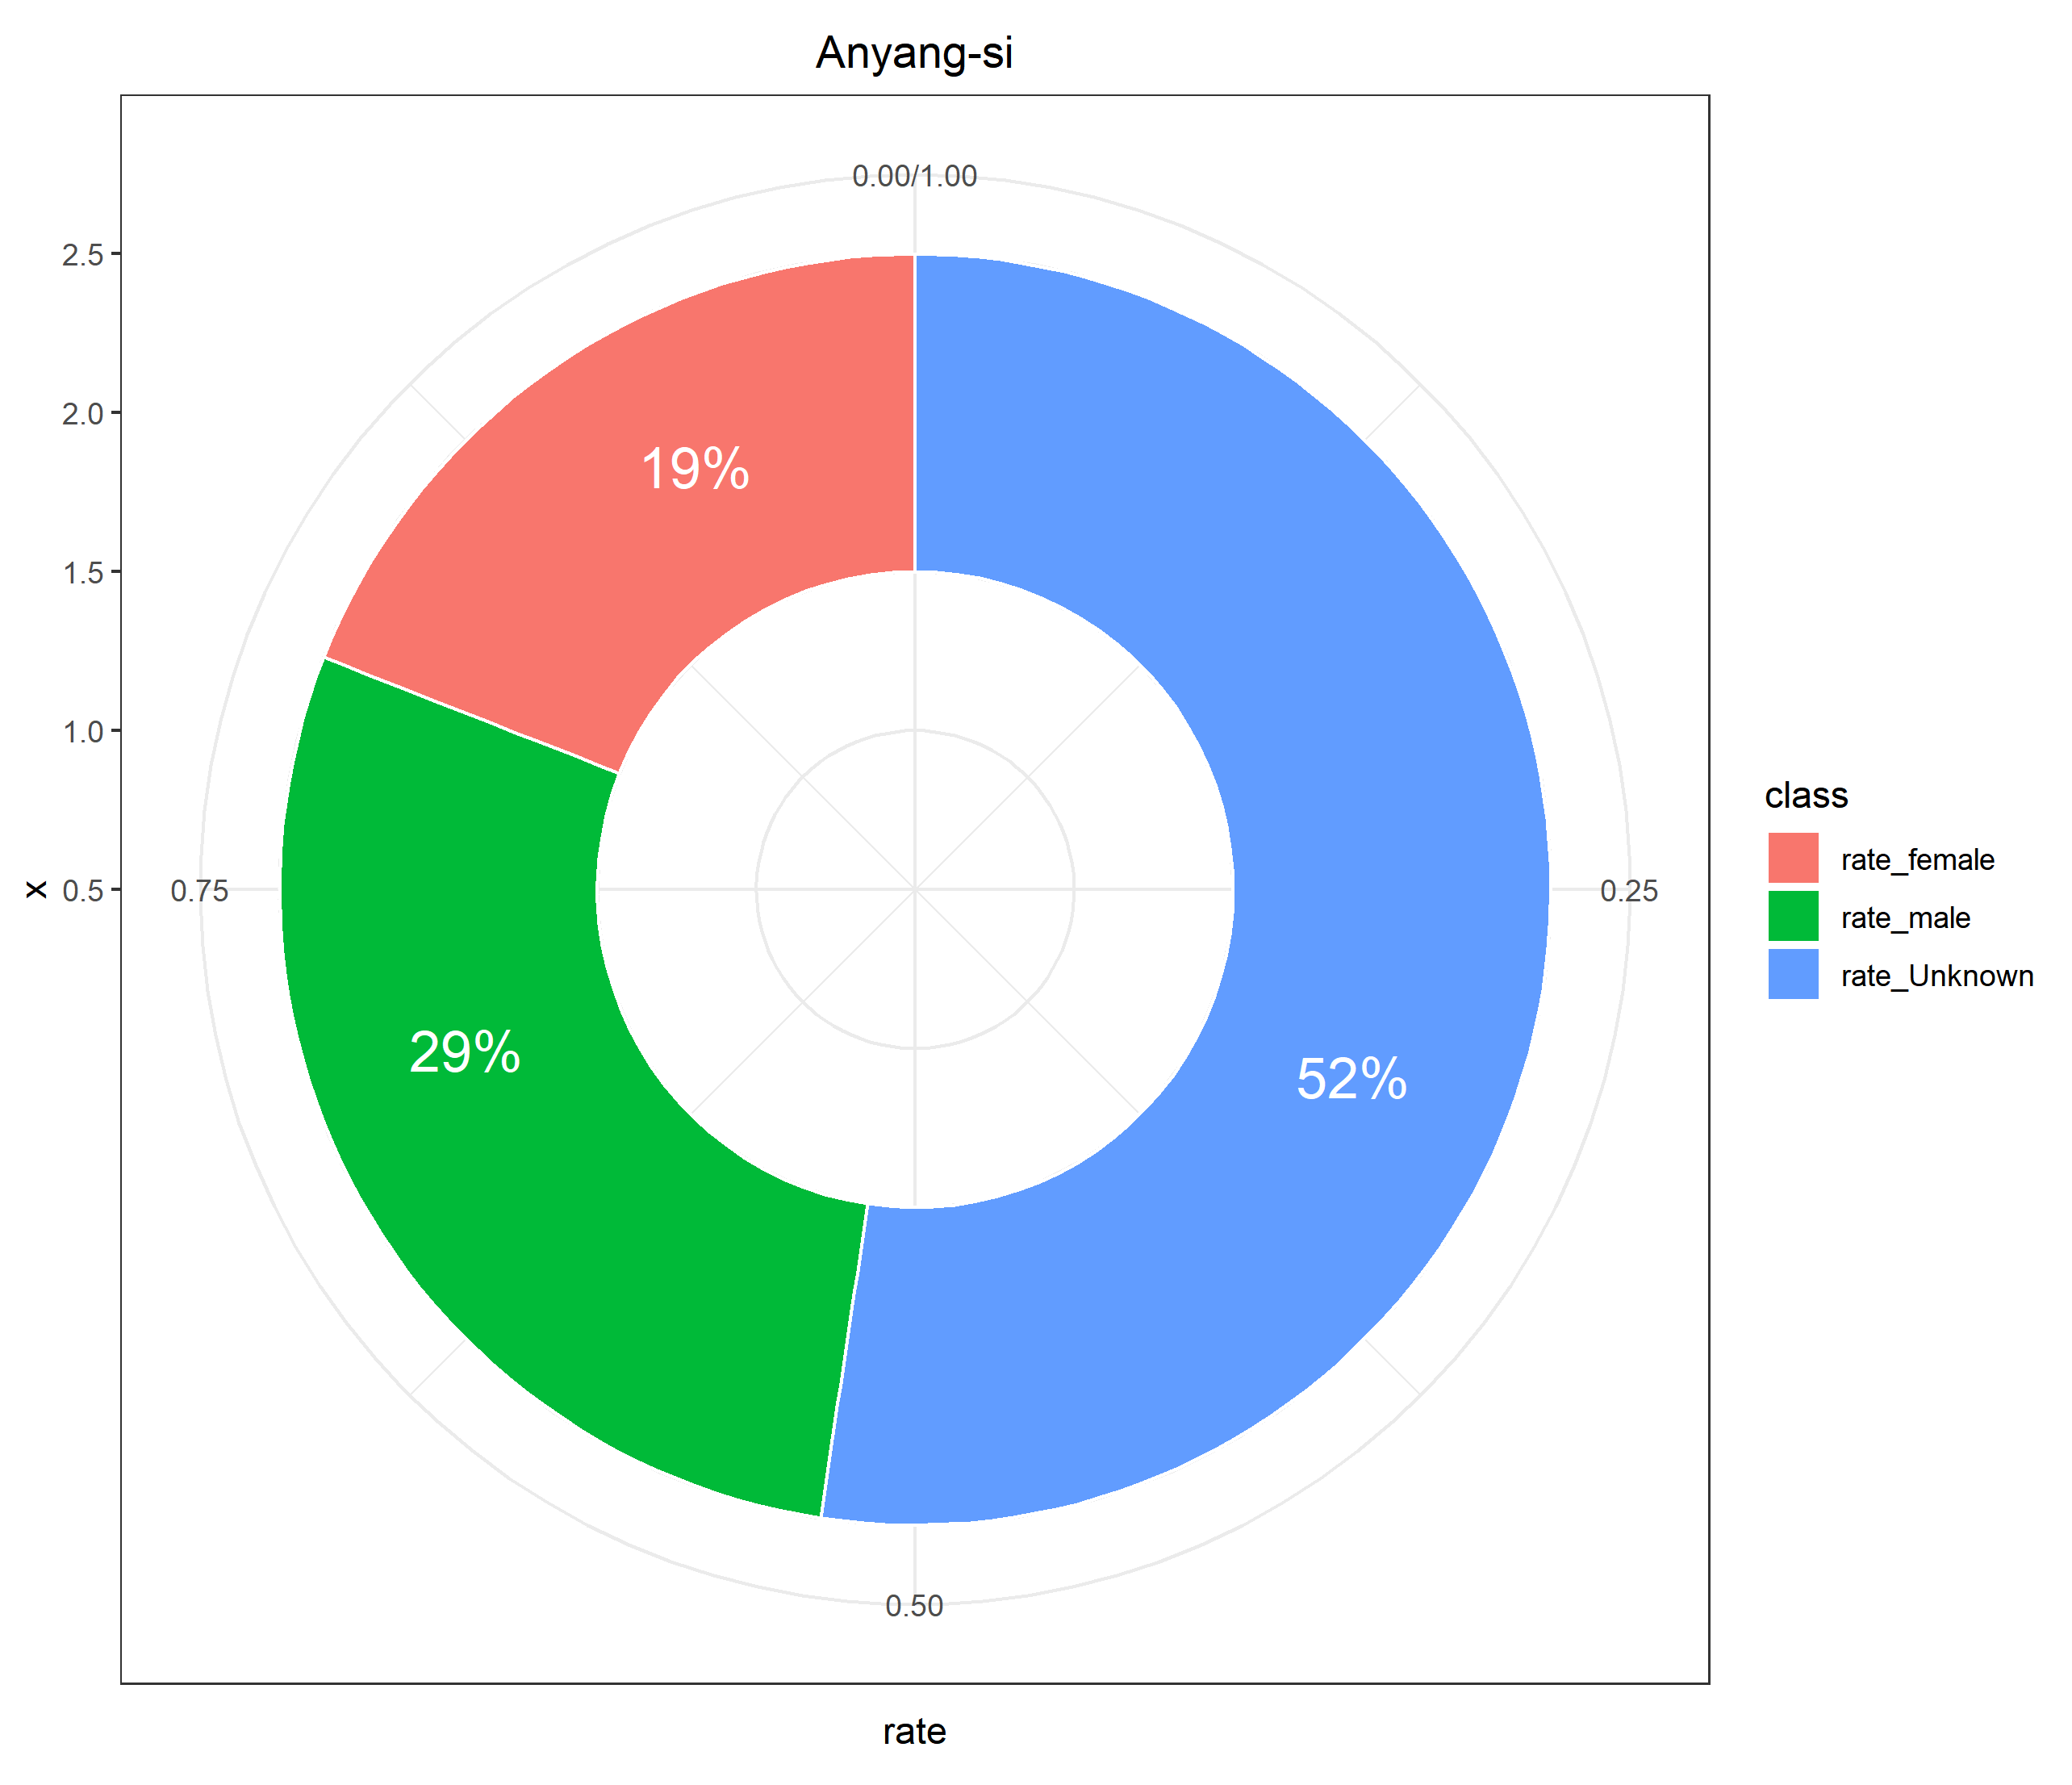 Anyang-si
0.00/1.00
2.5
2.0
19%
1.5
1.0
class
rate_female
x 0.5 0.75 0.25
rate_male
rate_Unknown
29%
52%
0.50
rate